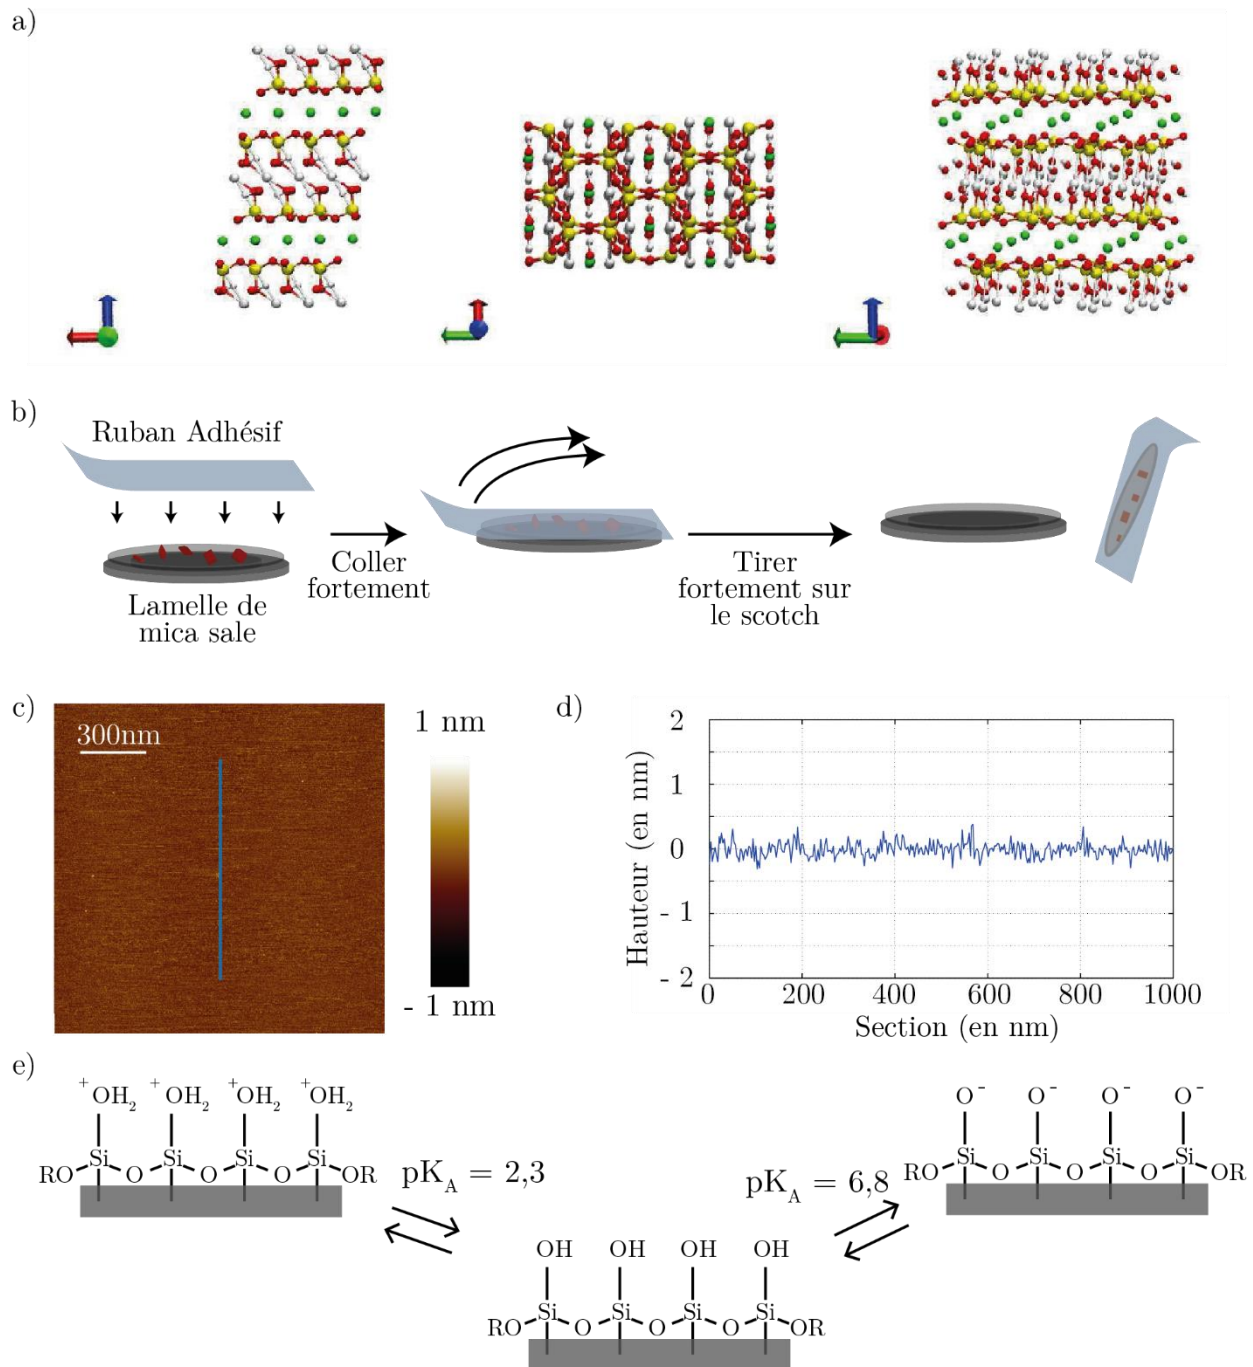 a)
b)
Ruban Adhésif
Coller
fortement
Tirer
fortement sur
le scotch
Lamelle de
mica sale
c)
300nm
1 nm
- 1 nm
d)
Hauteur (en nm)
2
1
0
- 1
- 2
0 200 400 600 800 1000
Section (en nm)
e)
⁺OH₂ ⁺OH₂ ⁺OH₂ ⁺OH₂
RO Si O Si O Si O Si OR
pK_A = 2,3
OH OH OH OH
RO Si O Si O Si O Si OR
pK_A = 6,8
O⁻ O⁻ O⁻ O⁻
RO Si O Si O Si O Si OR